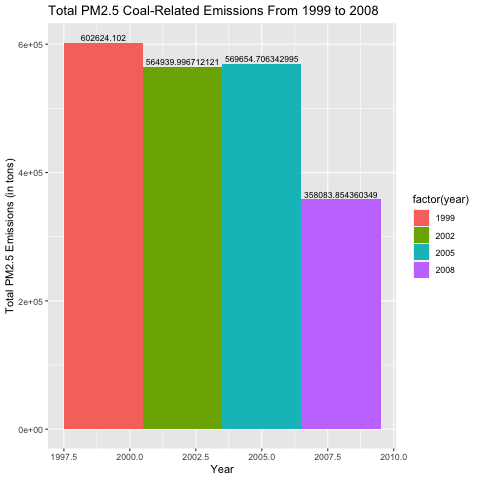 Total PM2.5 Coal-Related Emissions From 1999 to 2008
Total PM2.5 Emissions (in tons)
6e+05
4e+05
2e+05
0e+00
602624.102
564939.996712121
569654.706342995
358083.854360349
1997.5
2000.0
2002.5
2005.0
2007.5
2010.0
Year
factor(year)
1999
2002
2005
2008